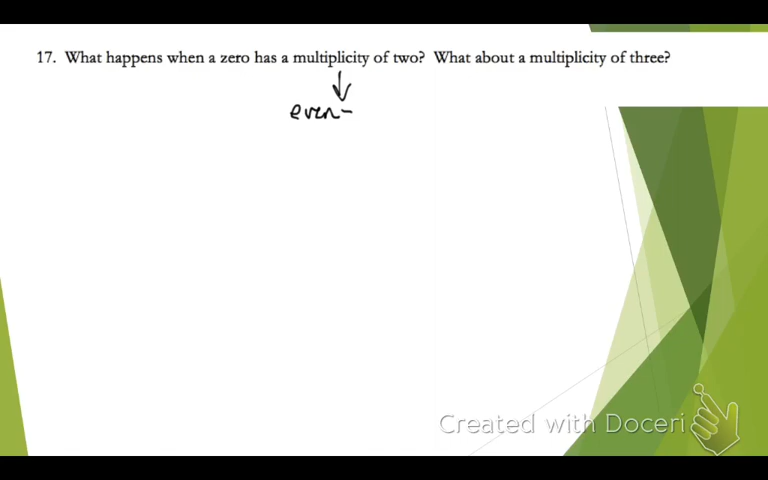 17. What happens when a zero has a multiplicity of two? What about a multiplicity of three?
even-
Created with Doceri